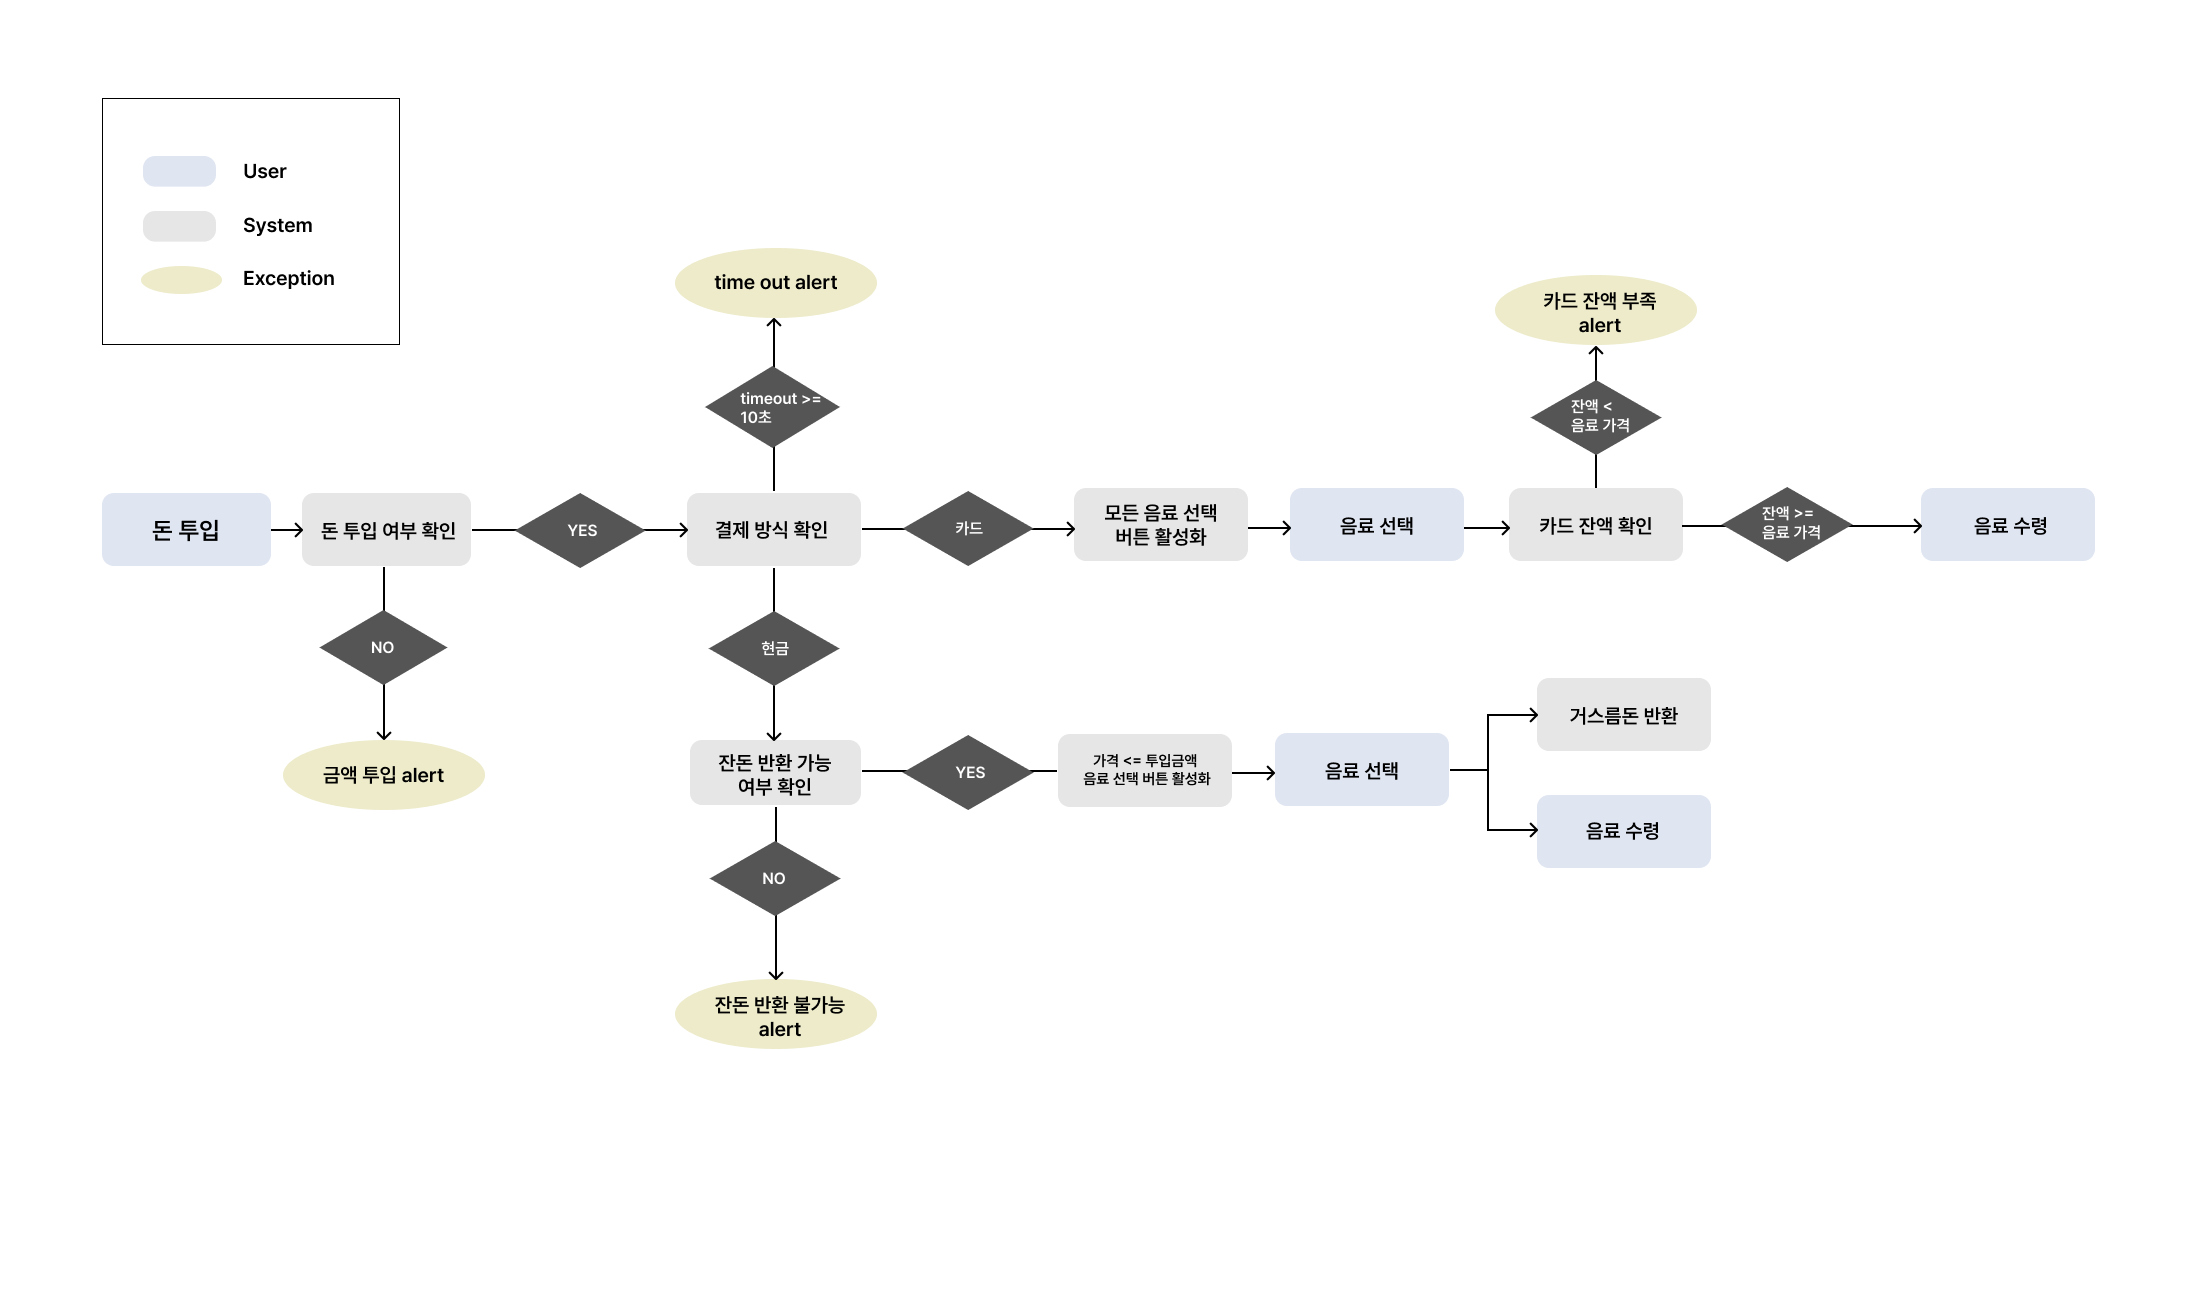 User
System
Exception
time out alert
카드 잔액 부족
alert
timeout >=
10초
잔액 <
음료 가격
돈 투입
돈 투입 여부 확인
YES
결제 방식 확인
카드
모든 음료 선택
버튼 활성화
음료 선택
카드 잔액 확인
잔액 >=
음료 가격
음료 수령
NO
현금
금액 투입 alert
잔돈 반환 가능
여부 확인
YES
가격 <= 투입금액
음료 선택 버튼 활성화
음료 선택
거스름돈 반환
음료 수령
NO
잔돈 반환 불가능
alert